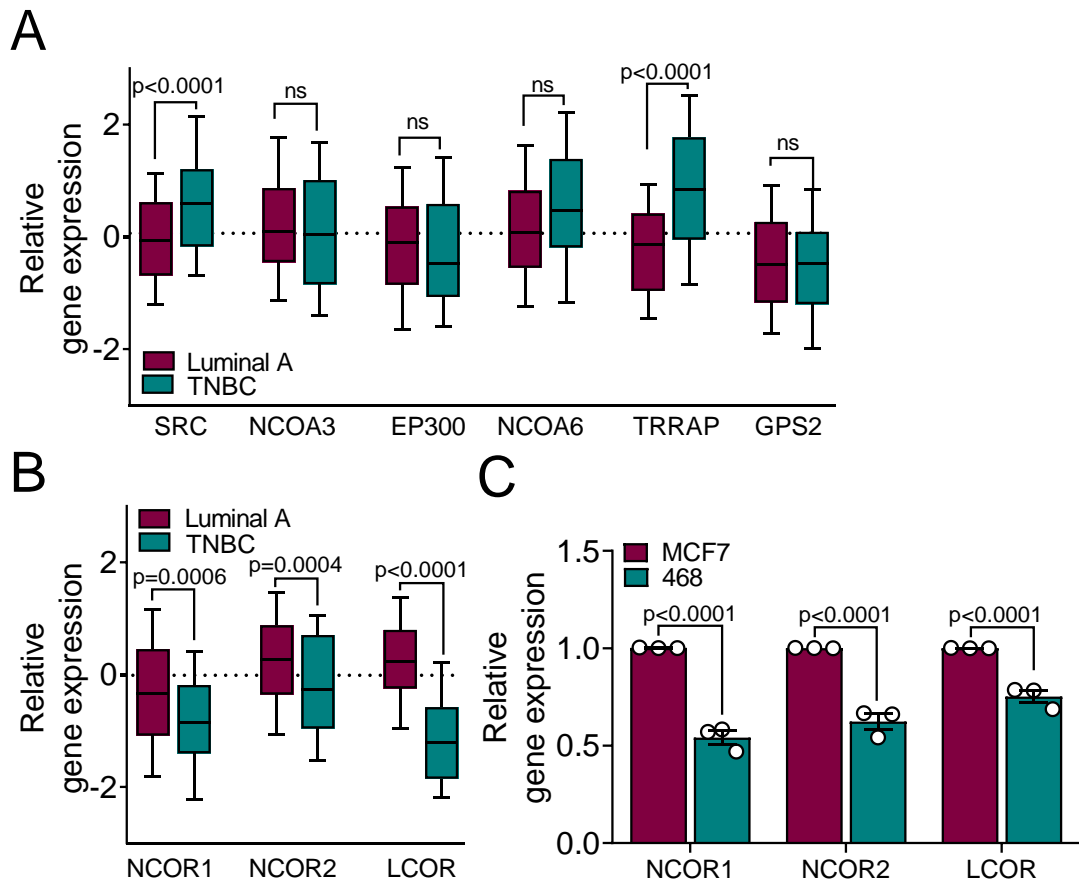 A
Relative
gene expression
2
0
-2
p<0.0001
ns
ns
ns
p<0.0001
ns
Luminal A
TNBC
SRC
NCOA3
EP300
NCOA6
TRRAP
GPS2
B
Relative
gene expression
2
0
-2
Luminal A
TNBC
p=0.0006
p=0.0004
p<0.0001
NCOR1
NCOR2
LCOR
C
Relative
gene expression
1.5
1.0
0.5
0.0
MCF7
468
p<0.0001
p<0.0001
p<0.0001
NCOR1
NCOR2
LCOR